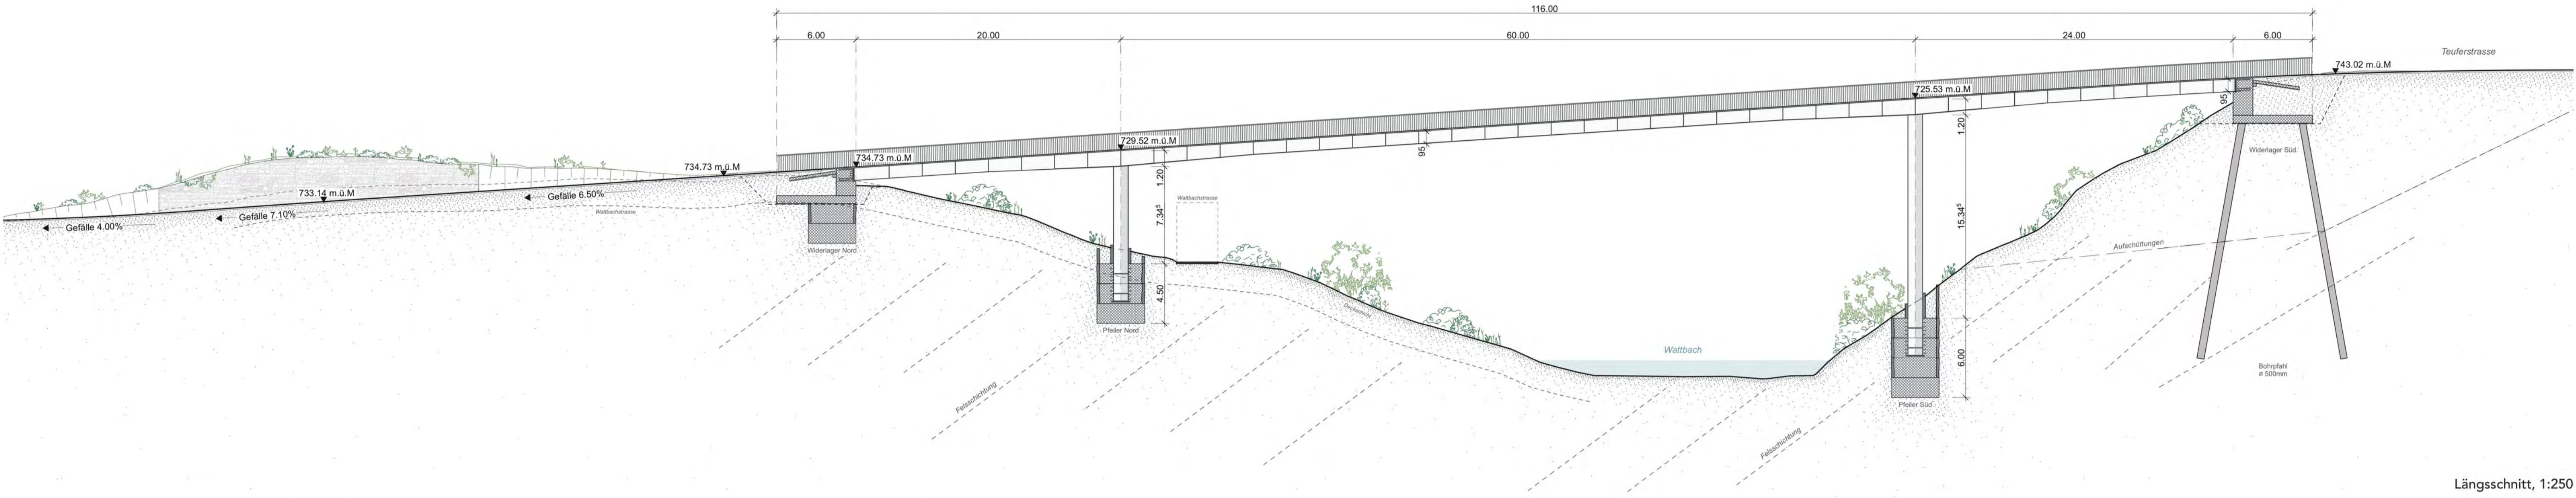 116.00
6.00
20.00
60.00
24.00
6.00
Teuferstrasse
743.02 m.ü.M
725.53 m.ü.M
95
1.20
729.52 m.ü.M
95
734.73 m.ü.M
734.73 m.ü.M
1.20
Widerlager Süd
733.14 m.ü.M
Gefälle 6.50%
Wattbachstrasse
Wattbachstrasse
7.34⁵
15.34⁵
Gefälle 7.10%
Gefälle 4.00%
Widerlager Nord
Aufschüttungen
4.50
Deckschicht
Pfeiler Nord
Wattbach
6.00
Bohrpfahl
ø 500mm
Felsschichtung
Pfeiler Süd
Felsschichtung
Längsschnitt, 1:250